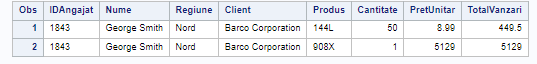 Obs IDAngajat Nume Regiune Client Produs Cantitate PretUnitar TotalVanzari
1 1843 George Smith Nord Barco Corporation 144L 50 8.99 449.5
2 1843 George Smith Nord Barco Corporation 908X 1 5129 5129